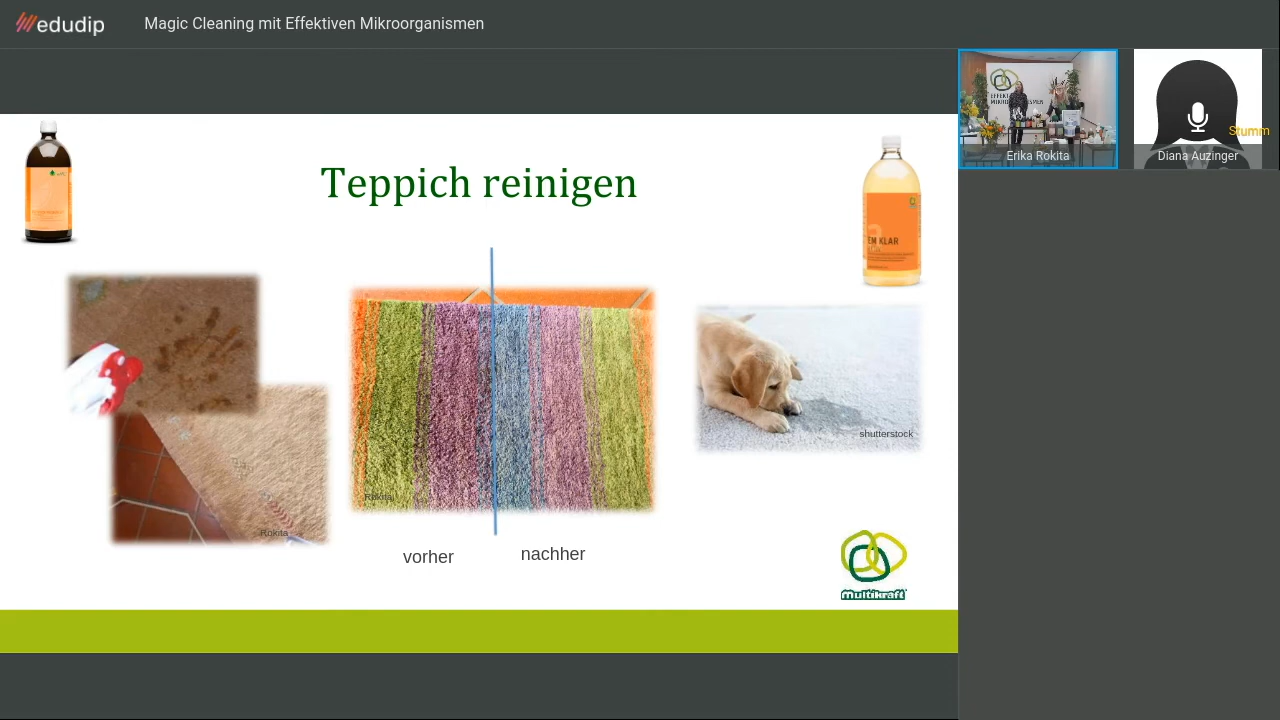 edudip
Magic Cleaning mit Effektiven Mikroorganismen
Erika Rokita
Stumm
Diana Auzinger
Teppich reinigen
EM KLAR
shutterstock
Rokita
Rokita
vorher
nachher
multikraft